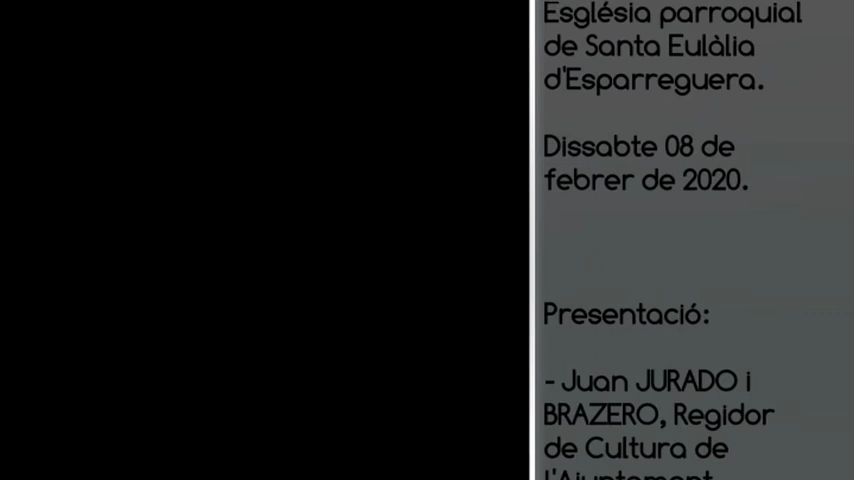 Església parroquial
de Santa Eulàlia
d'Esparreguera.
Dissabte 08 de
febrer de 2020.
Presentació:
- Juan JURADO i
BRAZERO, Regidor
de Cultura de
l'Ajuntament